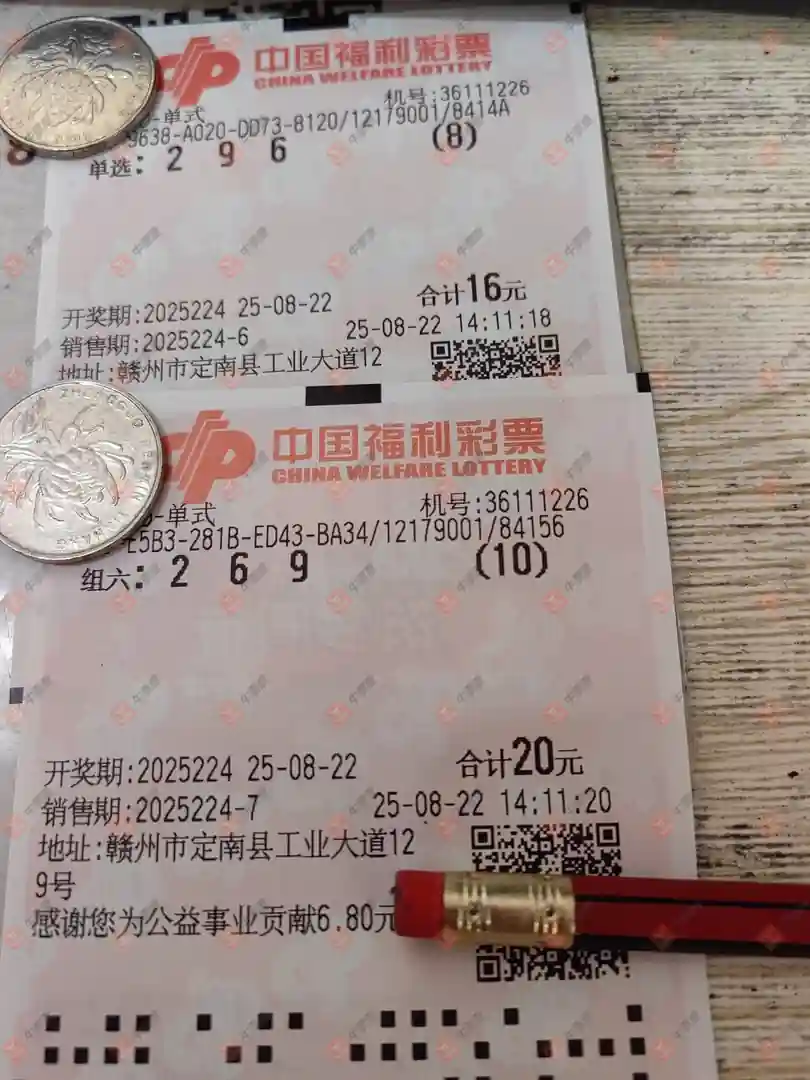 中国福利彩票
CHINA WELFARE LOTTERY
机号:36111226
-单式
9638-A020-DD73-8120/12179001/8414A
单选: 2 9 6 (8)
合计16元
开奖期:2025224 25-08-22
销售期:2025224-6 25-08-22 14:11:18
地址:赣州市定南县工业大道12
中国福利彩票
CHINA WELFARE LOTTERY
-单式 机号:36111226
E5B3-281B-ED43-BA34/12179001/84156
组六: 2 6 9 (10)
开奖期:2025224 25-08-22 合计20元
销售期:2025224-7 25-08-22 14:11:20
地址:赣州市定南县工业大道12
9号
感谢您为公益事业贡献6.80元